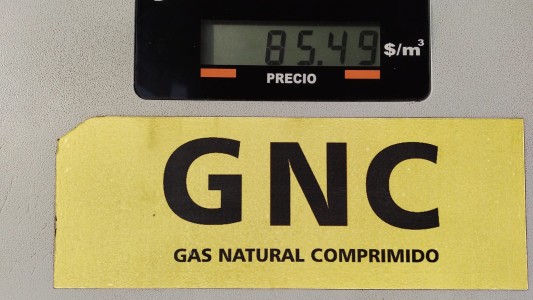 85.49 $/m³
PRECIO
GNC
GAS NATURAL COMPRIMIDO